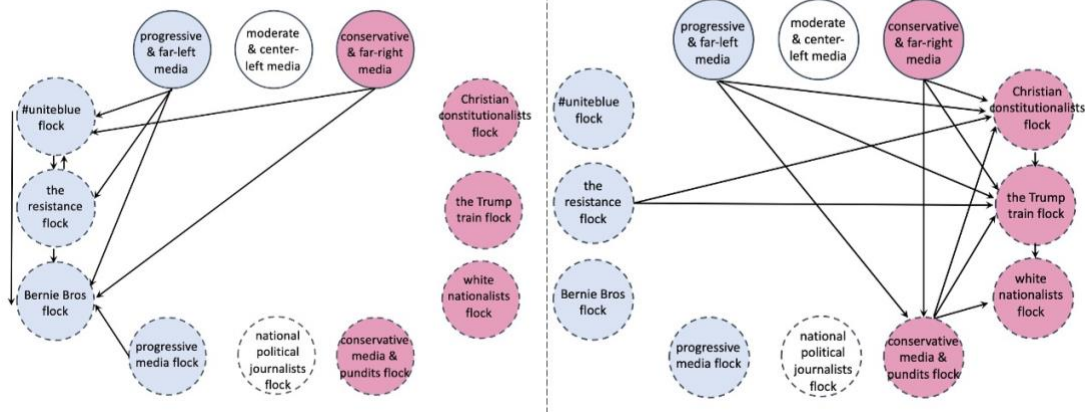 progressive
& far-left
media
moderate
& center-
left media
conservative
& far-right
media
#uniteblue
flock
Christian
constitutionalists
flock
the
resistance
flock
the Trump
train flock
Bernie Bros
flock
white
nationalists
flock
progressive
media flock
national
political
journalists
flock
conservative
media &
pundits flock
progressive
& far-left
media
moderate
& center-
left media
conservative
& far-right
media
#uniteblue
flock
Christian
constitutionalists
flock
the
resistance
flock
the Trump
train flock
Bernie Bros
flock
white
nationalists
flock
progressive
media flock
national
political
journalists
flock
conservative
media &
pundits flock